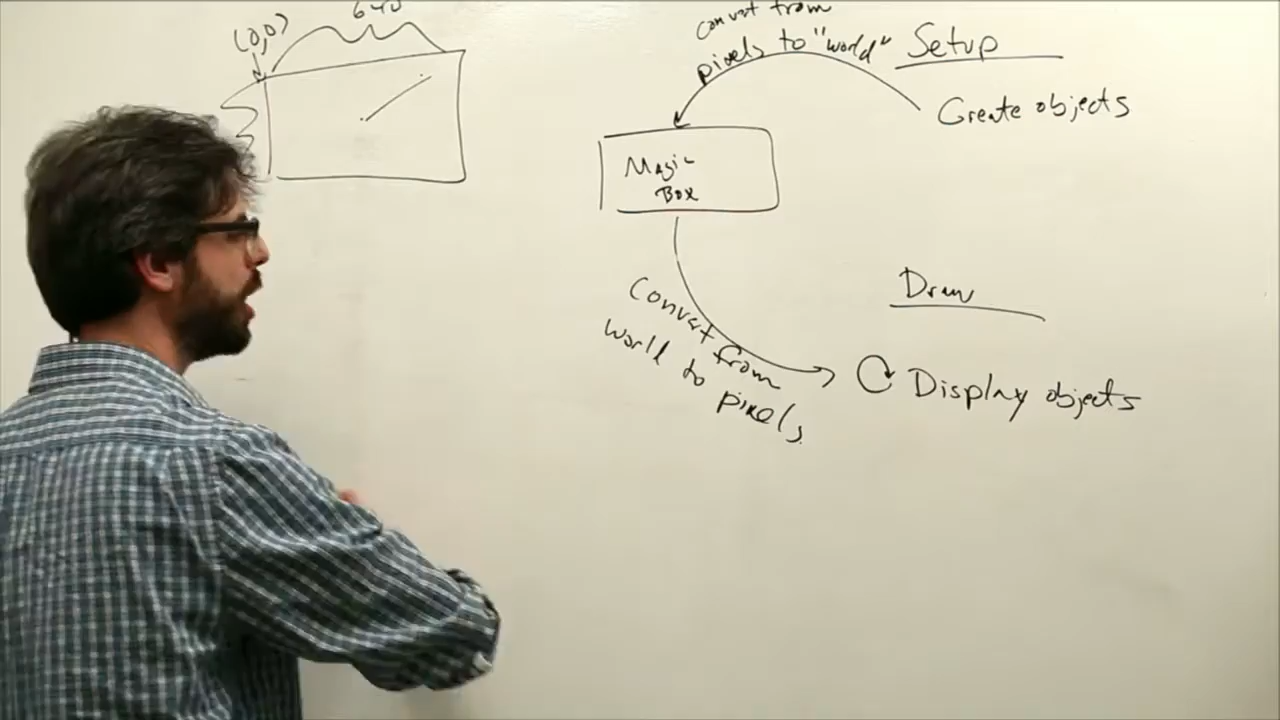 (0,0)
640
convert from
pixels to "world"
Setup
Create objects
Magic
Box
Convert from
world to
pixels
Draw
Display objects